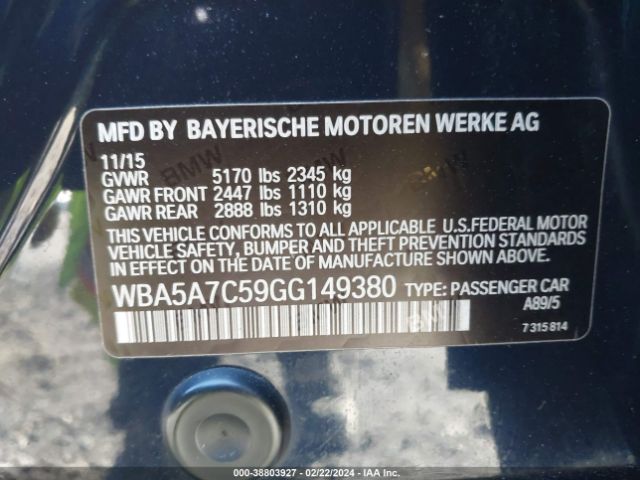 MFD BY BAYERISCHE MOTOREN WERKE AG
11/15
GVWR 5170 lbs 2345 kg
GAWR FRONT 2447 lbs 1110 kg
GAWR REAR 2888 lbs 1310 kg
THIS VEHICLE CONFORMS TO ALL APPLICABLE U.S.FEDERAL MOTOR
VEHICLE SAFETY, BUMPER AND THEFT PREVENTION STANDARDS
IN EFFECT ON THE DATE OF MANUFACTURE SHOWN ABOVE.
WBA5A7C59GG149380 TYPE: PASSENGER CAR
A89/5
7 315 814
BMW
BMW
BMW
000-38803927 - 02/22/2024 - IAA Inc.